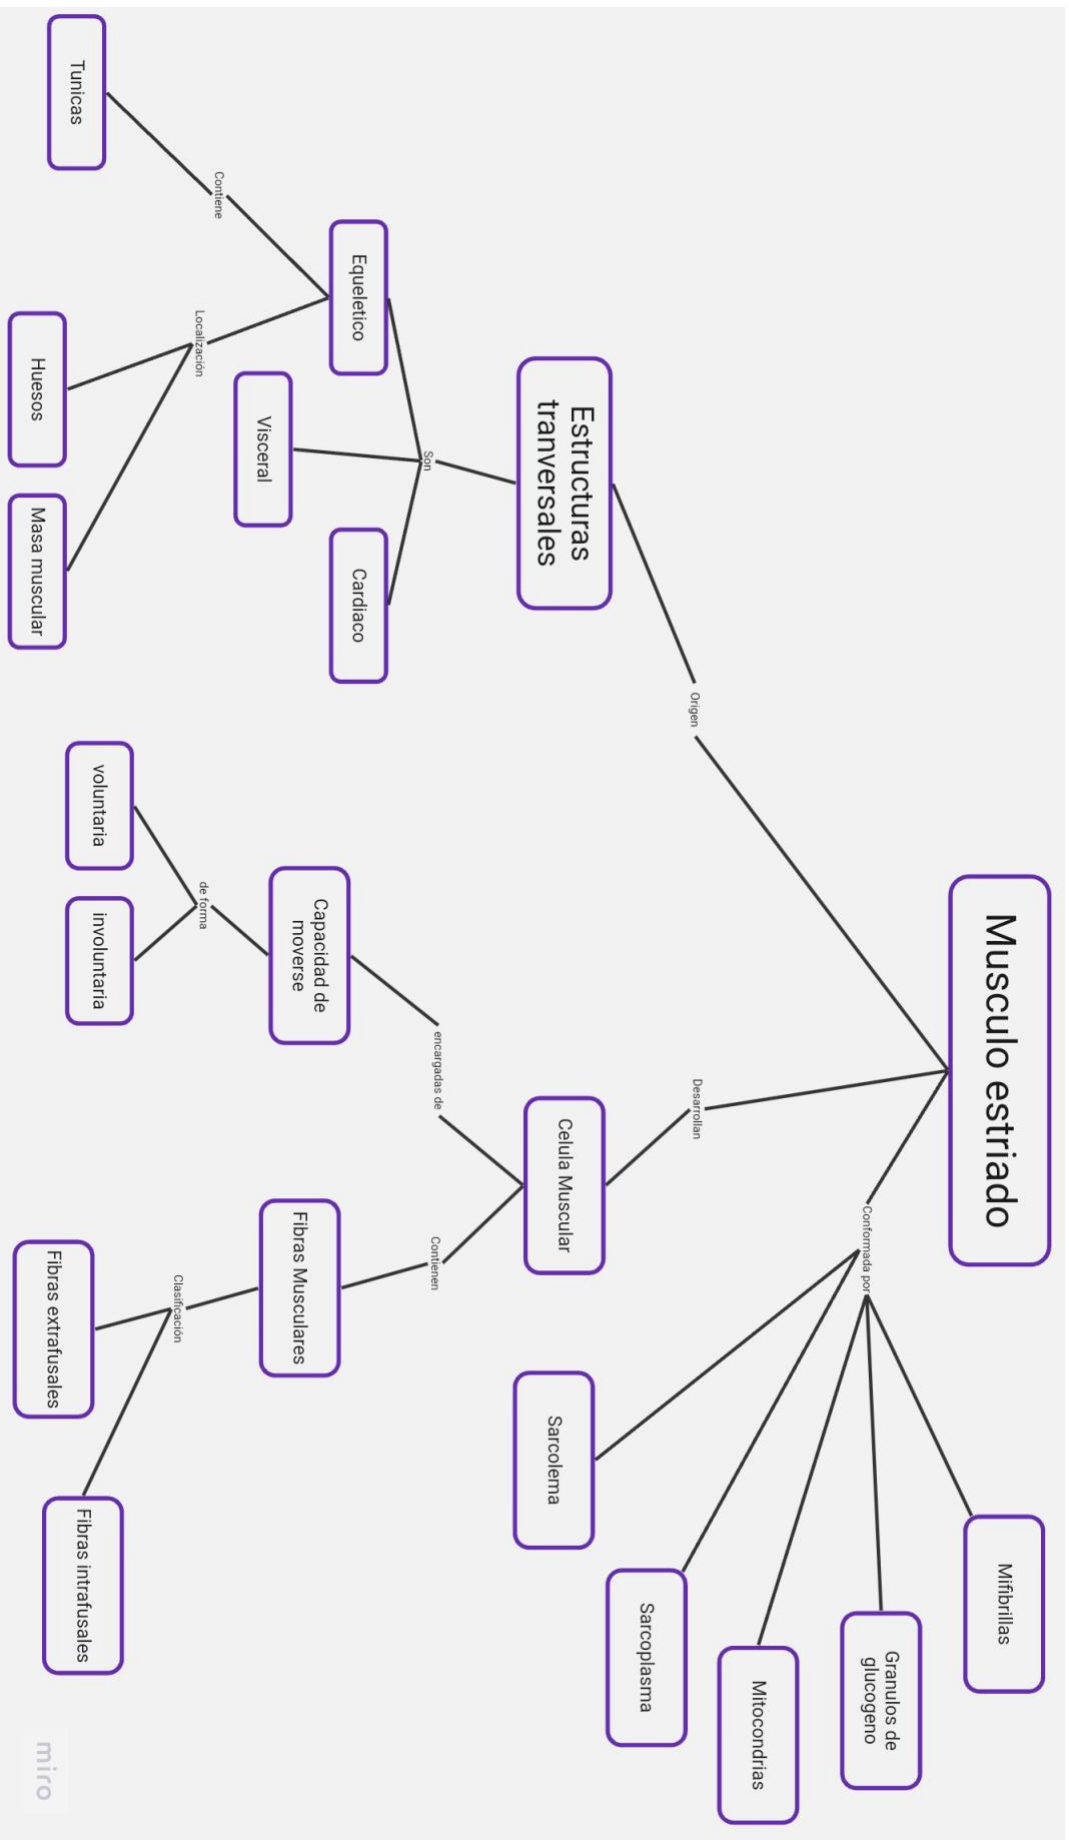 Musculo estriado
Origen
Desarrollan
Conformada por
Estructuras
tranversales
Celula Muscular
Mifibrillas
Granulos de
glucogeno
Mitocondrias
Sarcoplasma
Sarcolema
Son
Equeletico
Visceral
Cardiaco
encargadas de
Contienen
Capacidad de
moverse
Fibras Musculares
Contiene
Localización
de forma
Clasificación
Tunicas
Huesos
Masa muscular
voluntaria
involuntaria
Fibras extrafusales
Fibras intrafusales
miro